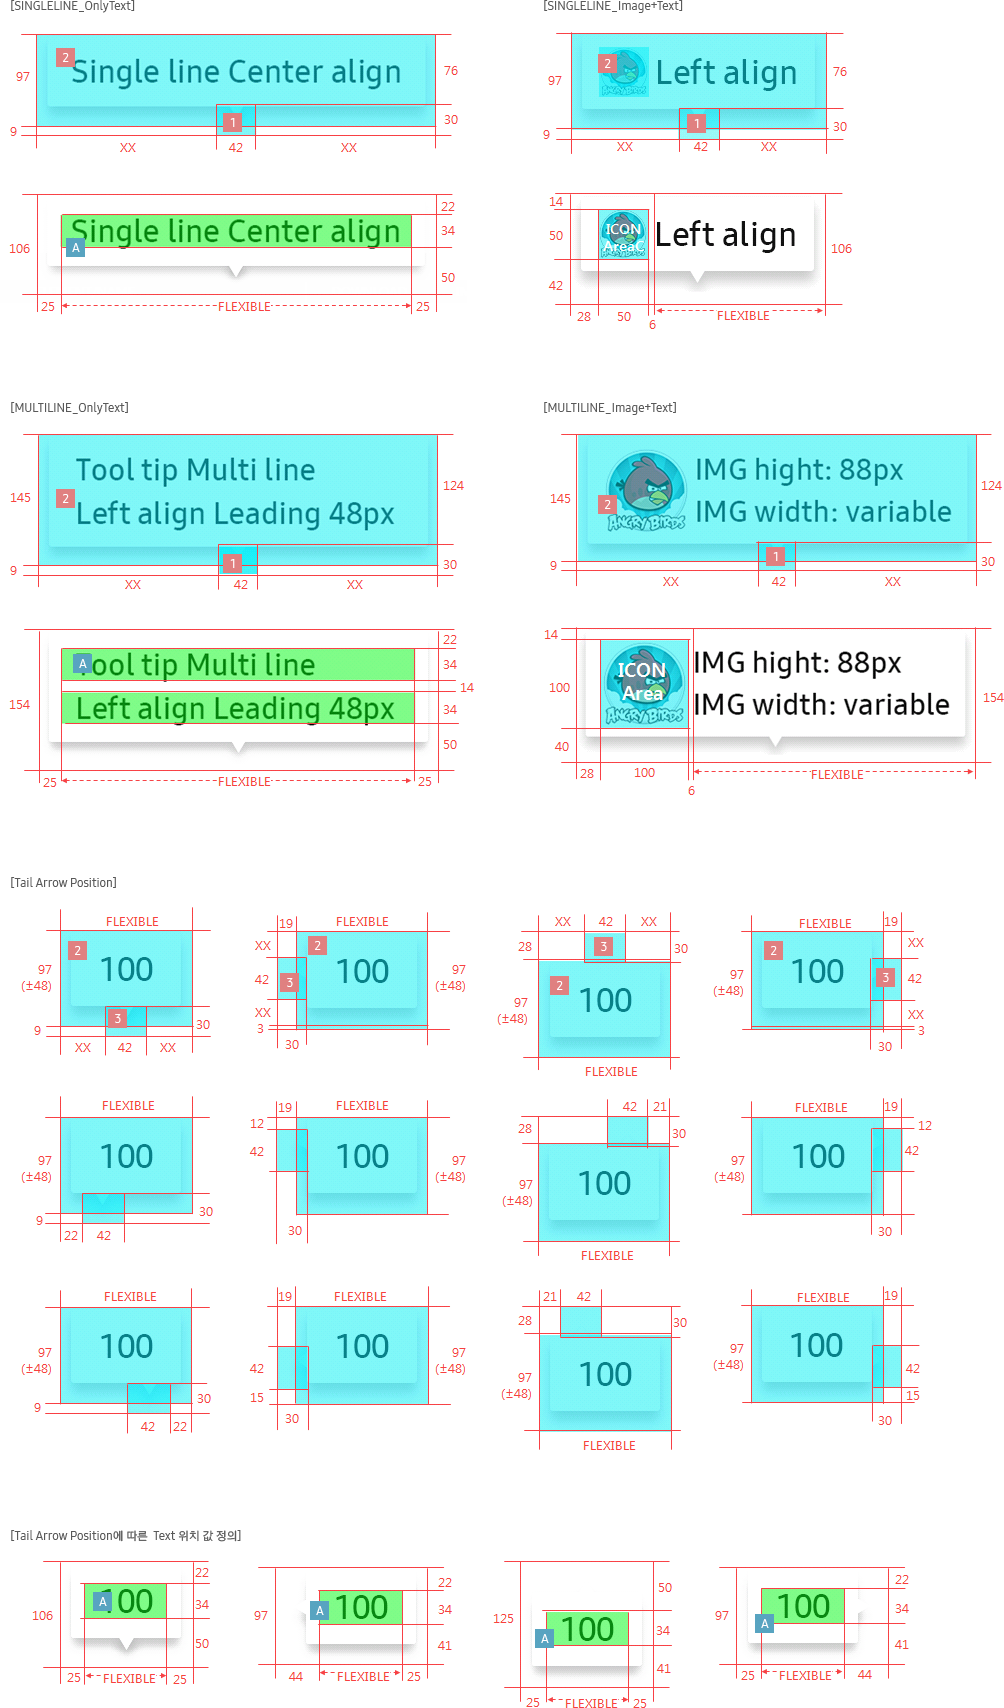 [SINGLELINE_OnlyText]
[SINGLELINE_Image+Text]
97
2
Single line Center align
76
9
1
30
XX
42
XX
97
2
ANGRY BIRDS
Left align
76
9
1
30
XX
42
XX
106
Single line Center align
A
22
34
50
25
FLEXIBLE
25
14
50
42
ICON
AreaC
ANGRY BIRDS
Left align
106
28
50
6
FLEXIBLE
[MULTILINE_OnlyText]
[MULTILINE_Image+Text]
145
Tool tip Multi line
2
Left align Leading 48px
124
9
1
30
XX
42
XX
145
2
ANGRY BIRDS
IMG hight: 88px
IMG width: variable
124
9
1
30
XX
42
XX
154
A
Tool tip Multi line
Left align Leading 48px
22
34
14
34
50
25
FLEXIBLE
25
14
100
40
ICON
Area
ANGRY BIRDS
IMG hight: 88px
IMG width: variable
154
28
100
6
FLEXIBLE
[Tail Arrow Position]
FLEXIBLE
2
100
97
(±48)
3
9
30
XX
42
XX
19
FLEXIBLE
XX
2
42
3
100
97
(±48)
XX
3
30
XX
42
XX
28
3
30
2
100
97
(±48)
FLEXIBLE
FLEXIBLE
19
2
XX
97
(±48)
100
3
42
XX
3
30
FLEXIBLE
100
97
(±48)
9
30
22
42
19
FLEXIBLE
12
42
100
97
(±48)
30
42
21
28
30
100
97
(±48)
FLEXIBLE
FLEXIBLE
19
12
97
(±48)
100
42
30
FLEXIBLE
100
97
(±48)
9
30
42
22
19
FLEXIBLE
100
97
(±48)
42
15
30
21
42
28
30
100
97
(±48)
FLEXIBLE
FLEXIBLE
19
97
(±48)
100
42
15
30
[Tail Arrow Position에 따른 Text 위치 값 정의]
106
A
100
22
34
50
25
FLEXIBLE
25
97
A
100
22
34
41
44
FLEXIBLE
25
125
A
100
50
34
41
25
FLEXIBLE
25
97
A
100
22
34
41
25
FLEXIBLE
44